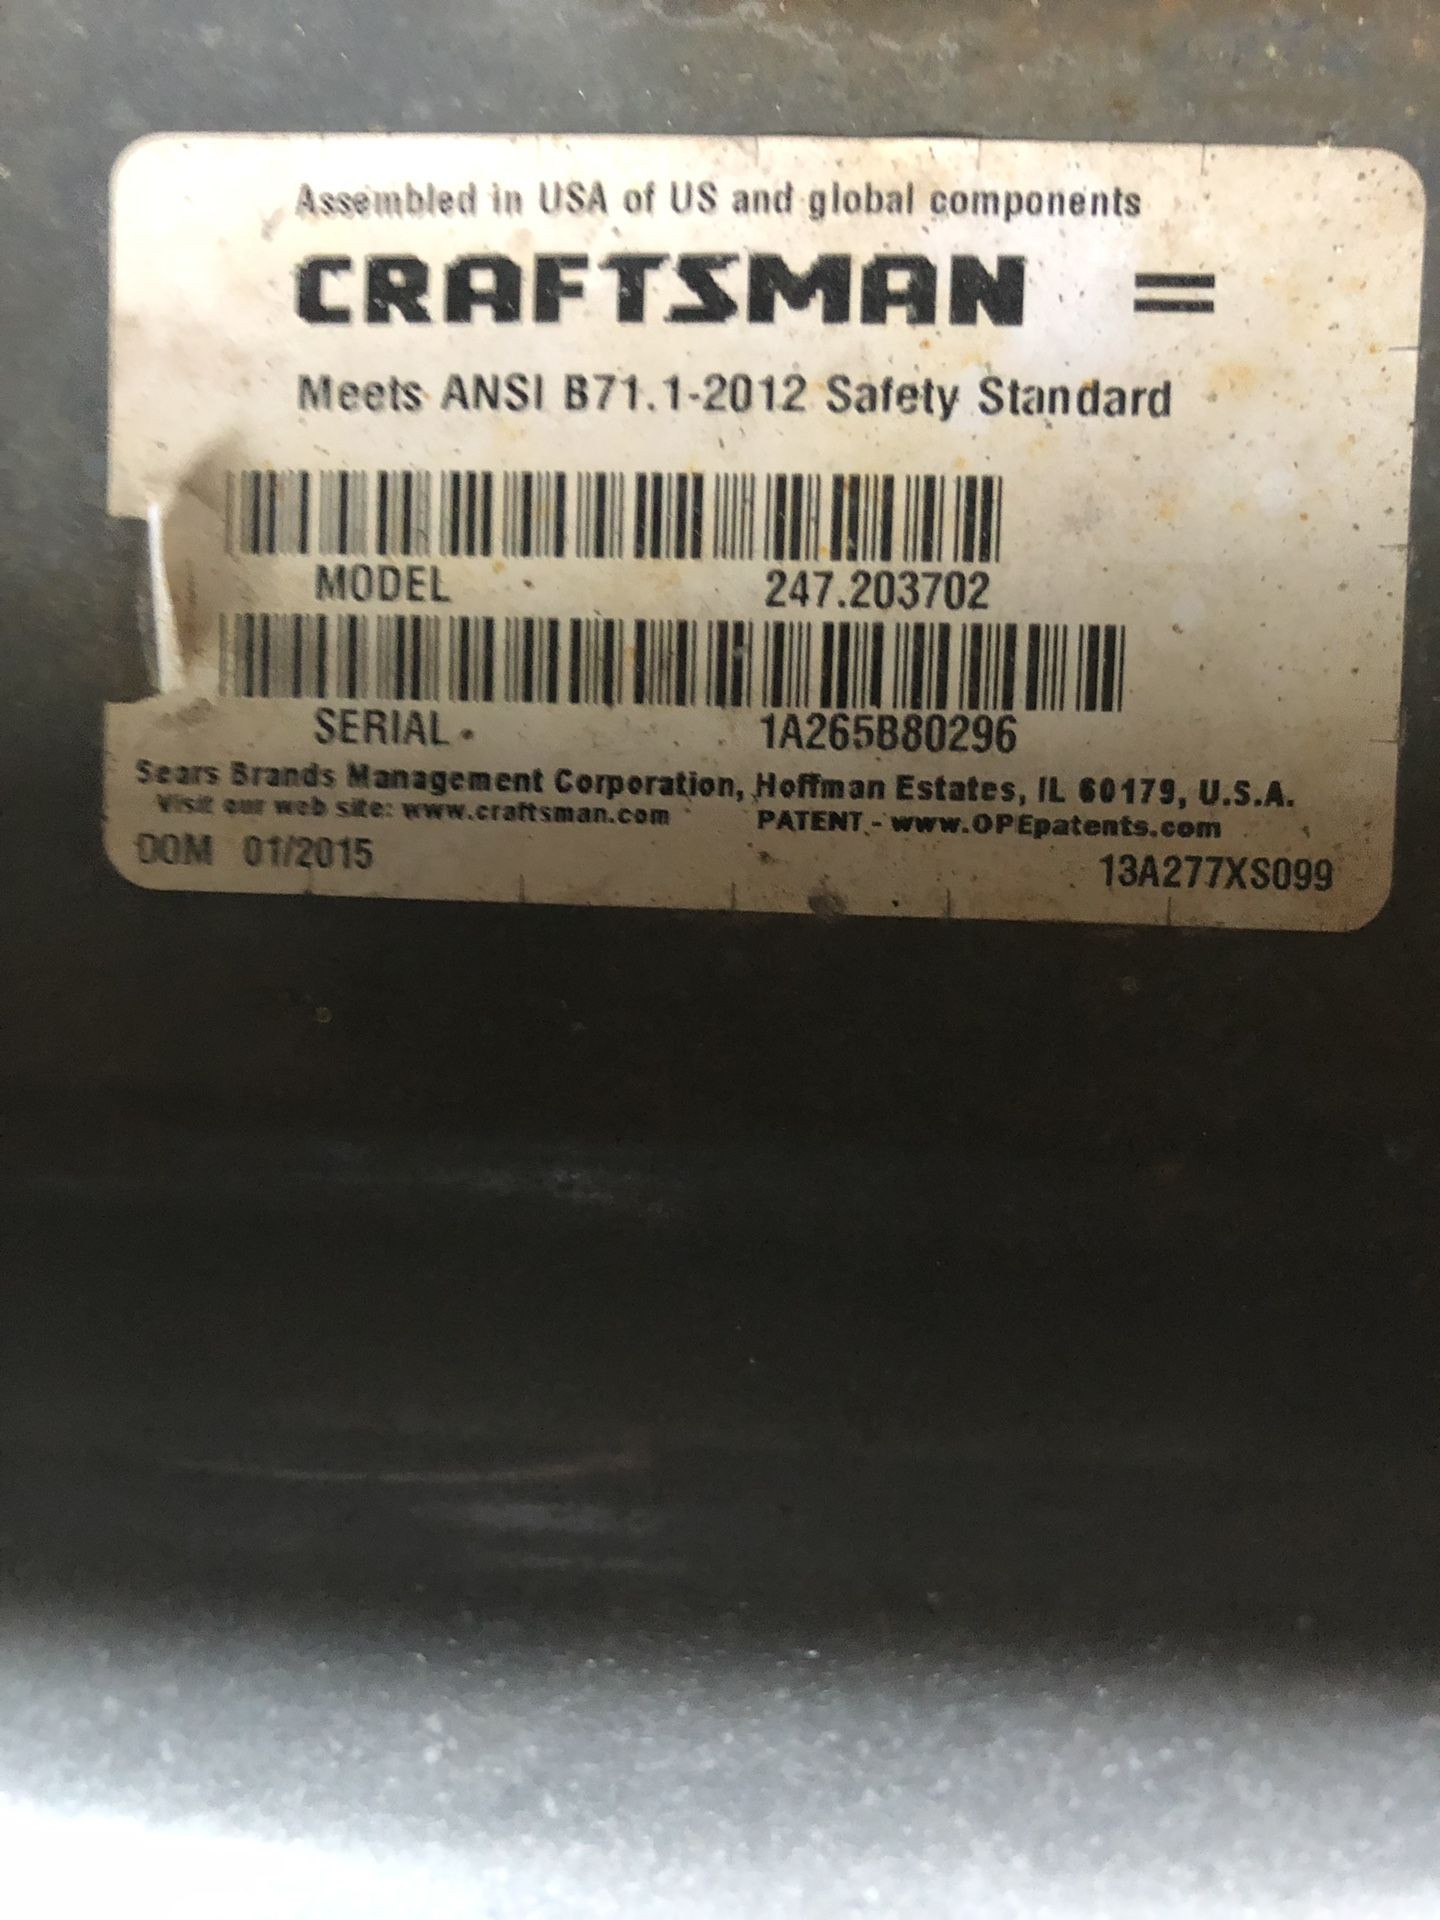 Assembled in USA of US and global components
CRAFTSMAN =
Meets ANSI B71.1-2012 Safety Standard
MODEL 247.203702
SERIAL 1A265B80296
Sears Brands Management Corporation, Hoffman Estates, IL 60179, U.S.A.
Visit our web site: www.craftsman.com PATENT - www.OPEpatents.com
DOM 01/2015 13A277XS099